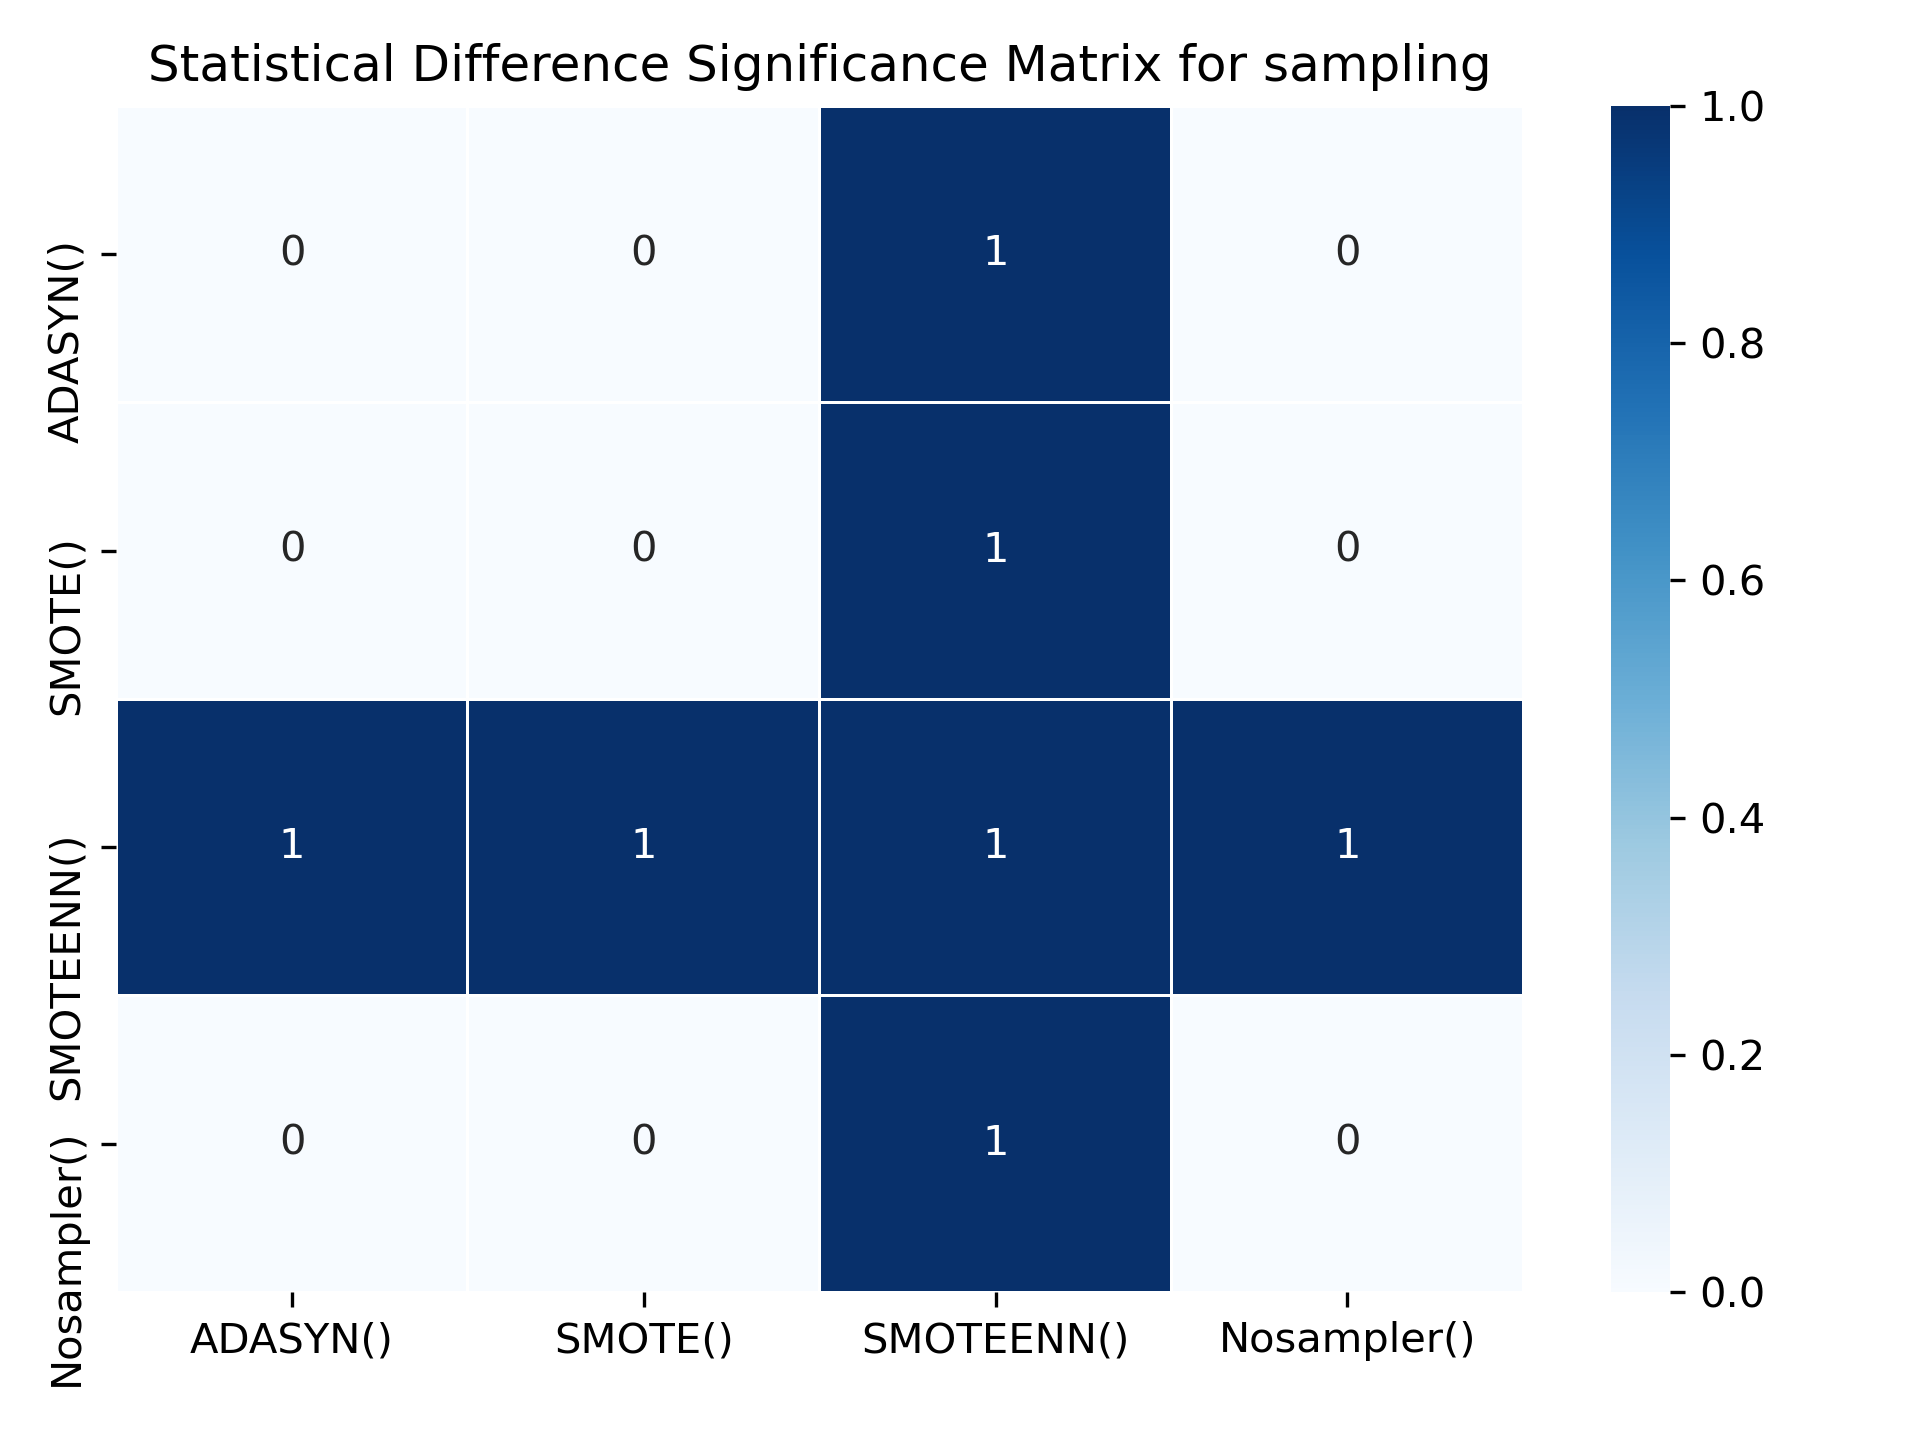 Statistical Difference Significance Matrix for sampling
ADASYN()
0 0 1 0
SMOTE()
0 0 1 0
SMOTEENN()
1 1 1 1
Nosampler()
0 0 1 0
ADASYN() SMOTE() SMOTEENN() Nosampler()
1.0
0.8
0.6
0.4
0.2
0.0